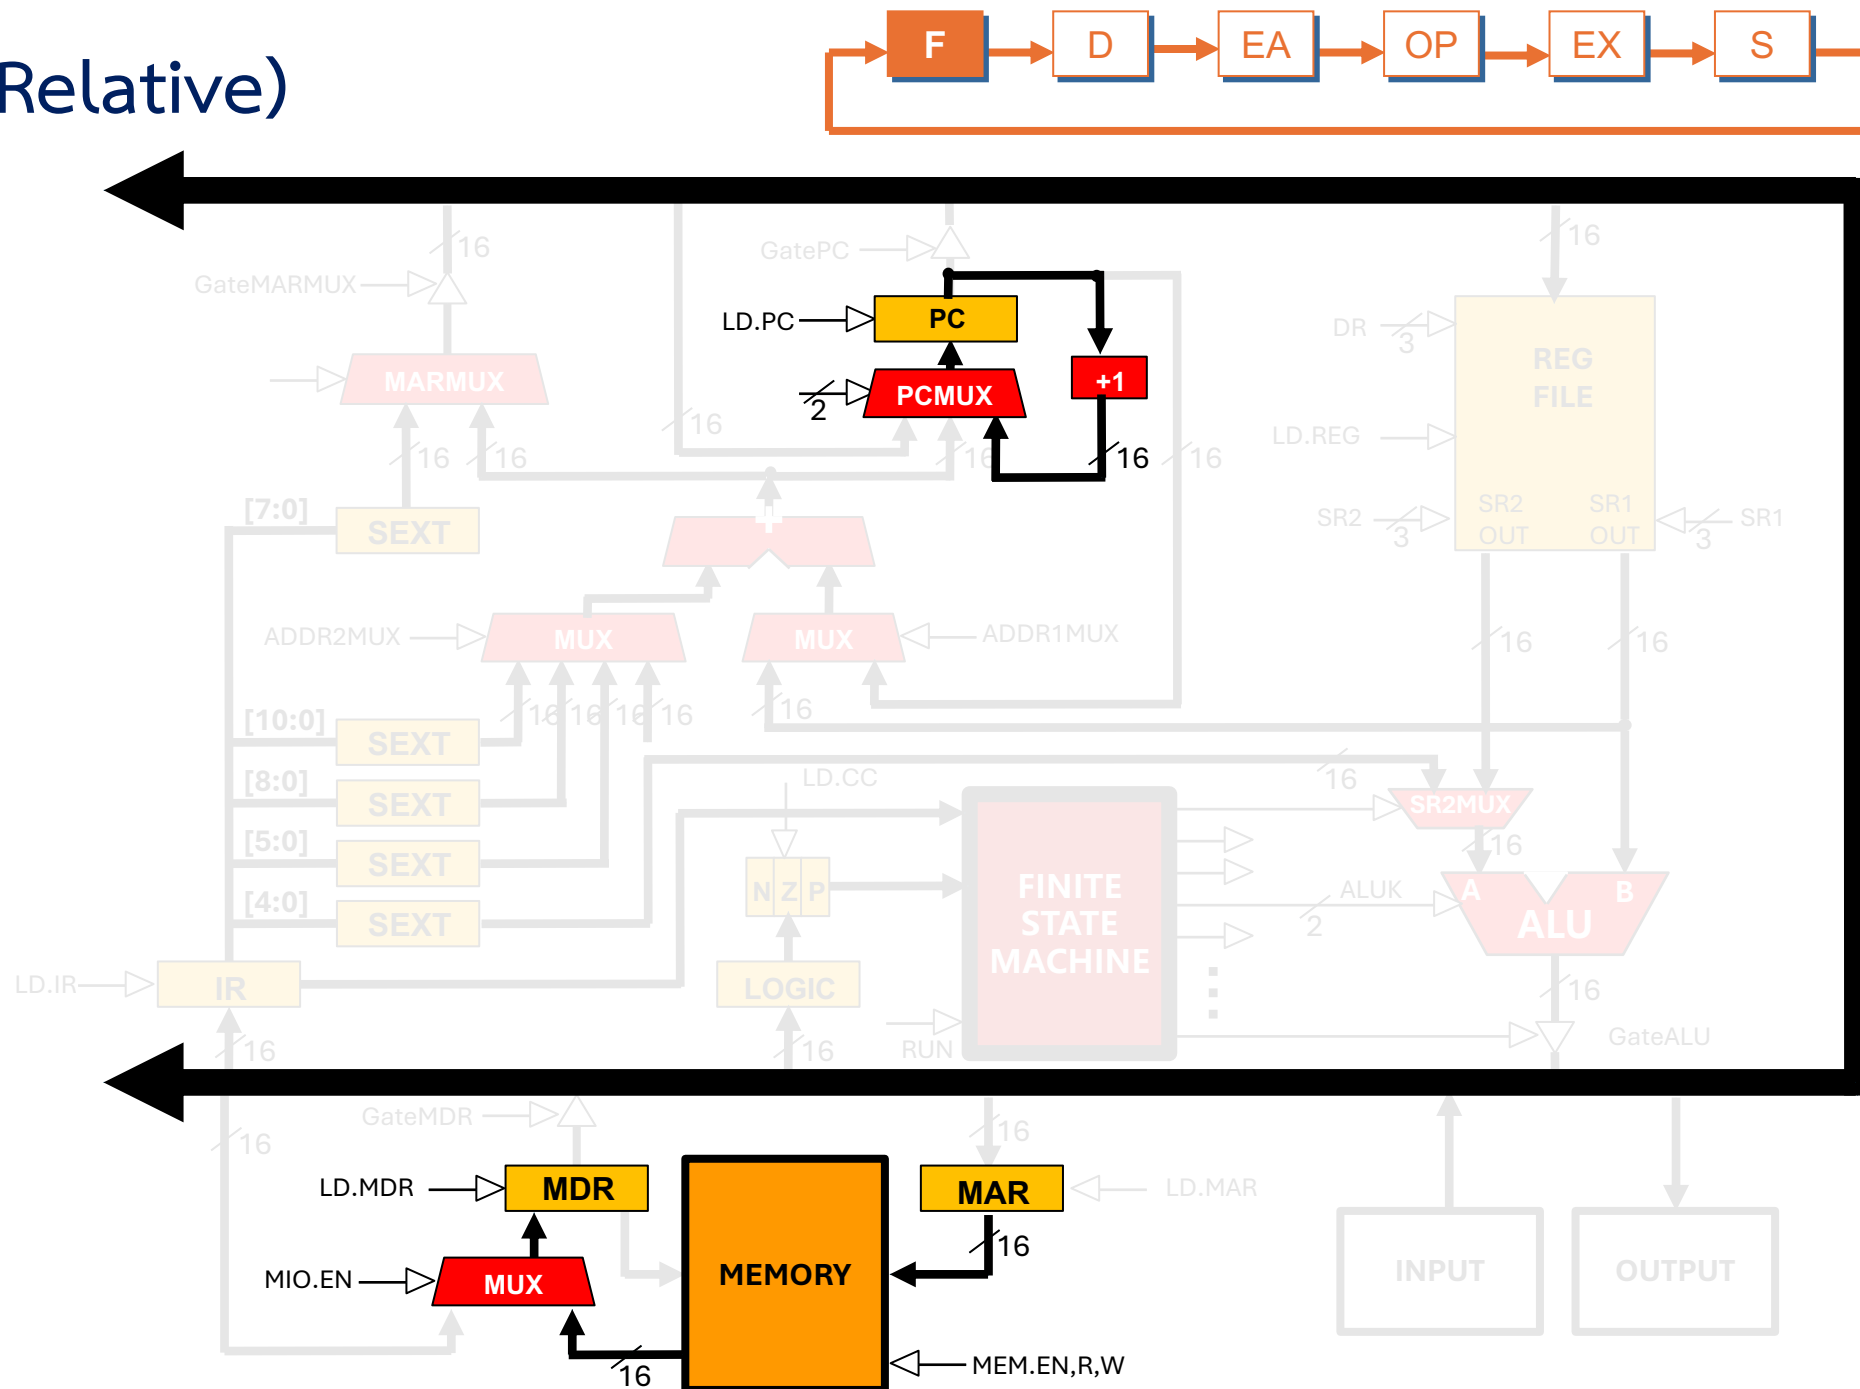 Relative)
F
D
EA
OP
EX
S
16
GatePC
16
GateMARMUX
LD.PC
PC
DR
3
REG
FILE
MARMUX
2
PCMUX
+1
16
LD.REG
16
16
16
16
16
[7:0]
SEXT
+
SR2
3
SR2
OUT
SR1
OUT
3
SR1
ADDR2MUX
MUX
MUX
ADDR1MUX
16
16
16
16
16
16
16
[10:0]
SEXT
[8:0]
SEXT
LD.CC
16
SR2MUX
[5:0]
SEXT
16
N Z P
FINITE
STATE
MACHINE
ALUK
2
A
B
ALU
[4:0]
SEXT
LD.IR
IR
LOGIC
16
16
16
RUN
GateALU
GateMDR
16
16
LD.MDR
MDR
MAR
LD.MAR
16
MIO.EN
MUX
MEMORY
INPUT
OUTPUT
16
MEM.EN,R,W